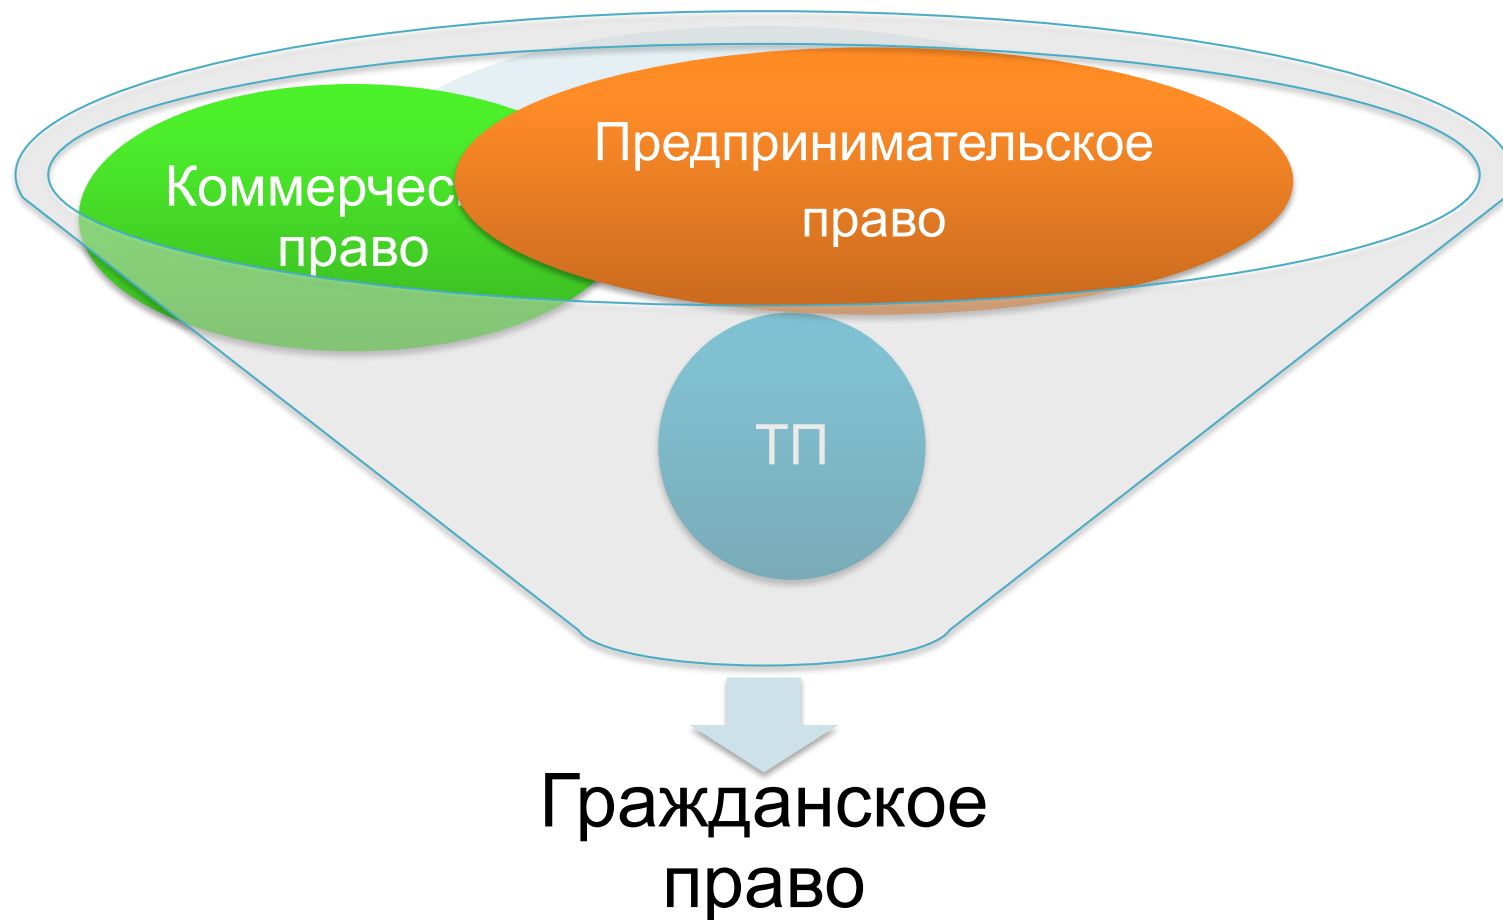 Предпринимательское
право
Коммерчес
право
ТП
Гражданское
право